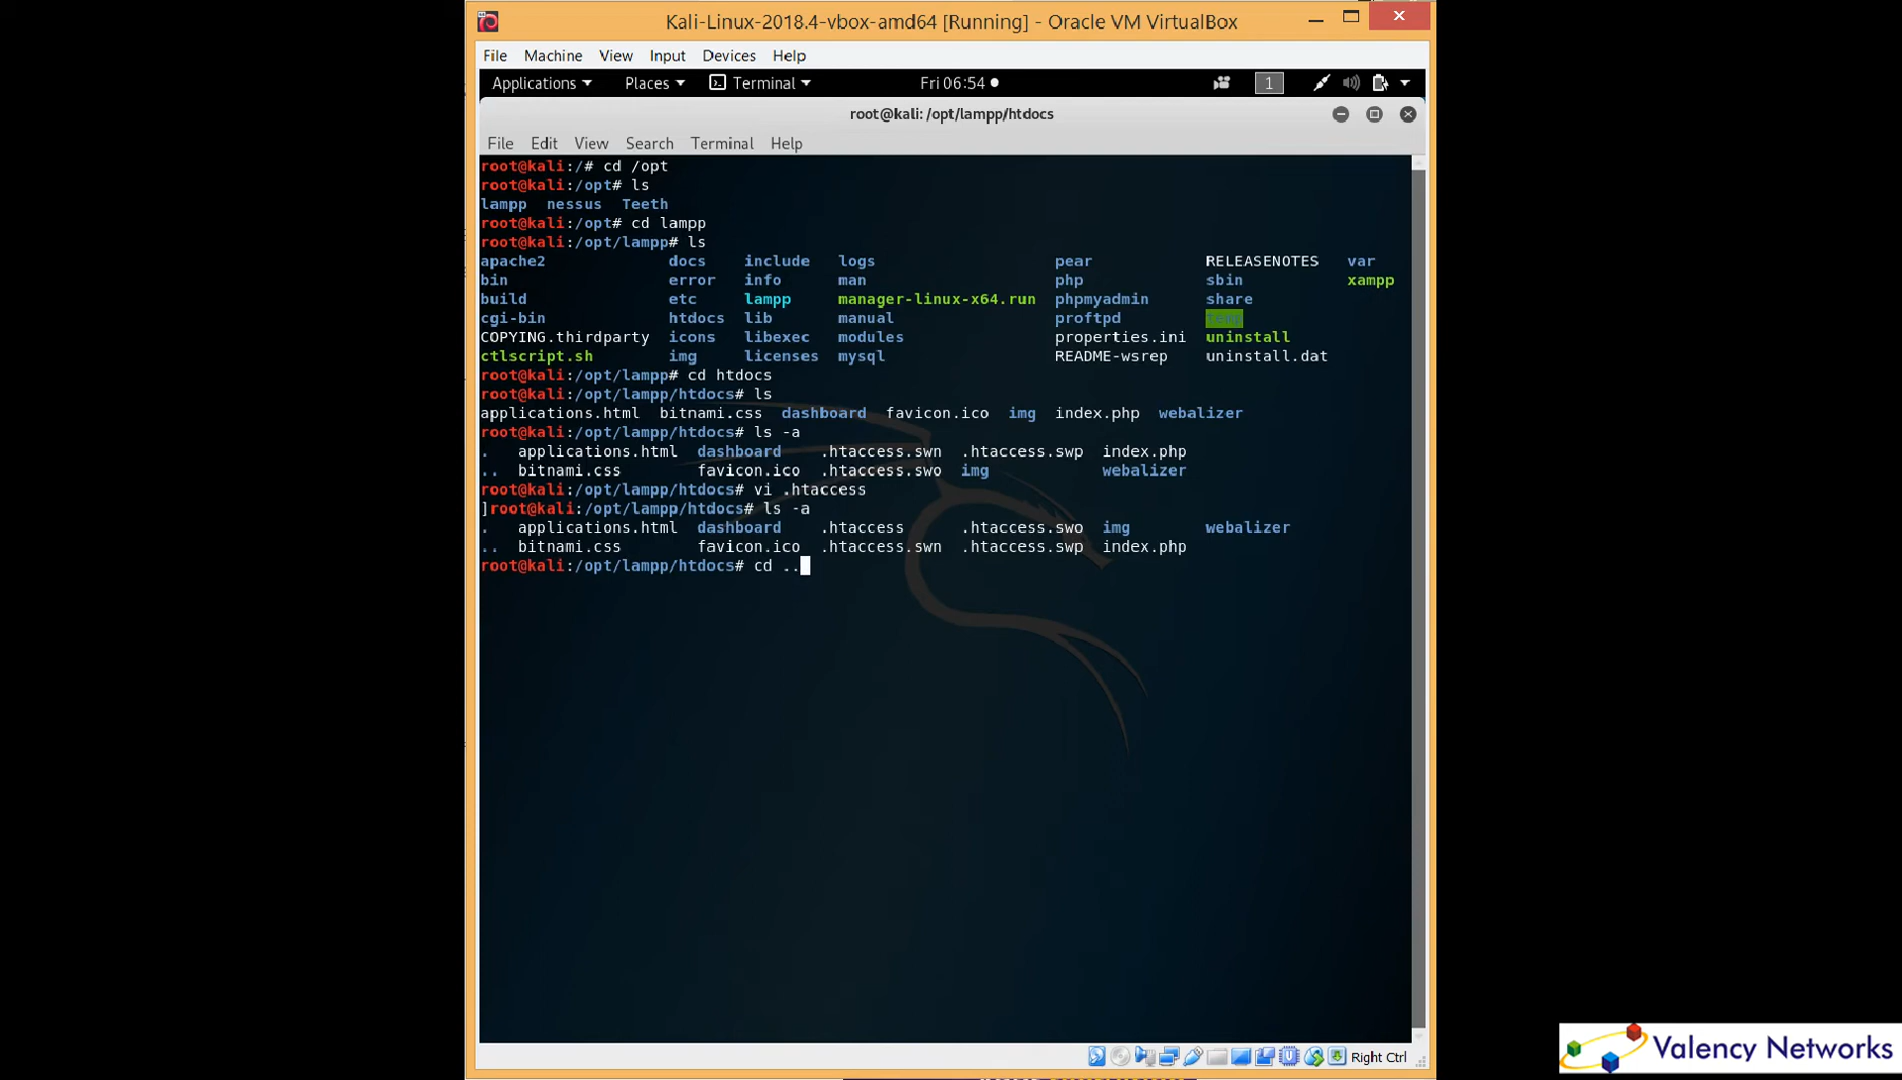 Kali-Linux-2018.4-vbox-amd64 [Running] - Oracle VM VirtualBox
File Machine View Input Devices Help
Applications Places Terminal Fri 06:54 1
root@kali: /opt/lampp/htdocs
File Edit View Search Terminal Help
root@kali:/# cd /opt
root@kali:/opt# ls
lampp nessus Teeth
root@kali:/opt# cd lampp
root@kali:/opt/lampp# ls
apache2 docs include logs pear RELEASENOTES var
bin error info man php sbin xampp
build etc lampp manager-linux-x64.run phpmyadmin share
cgi-bin htdocs lib manual proftpd temp
COPYING.thirdparty icons libexec modules properties.ini uninstall
ctlscript.sh img licenses mysql README-wsrep uninstall.dat
root@kali:/opt/lampp# cd htdocs
root@kali:/opt/lampp/htdocs# ls
applications.html bitnami.css dashboard favicon.ico img index.php webalizer
root@kali:/opt/lampp/htdocs# ls -a
. applications.html dashboard .htaccess.swn .htaccess.swp index.php
.. bitnami.css favicon.ico .htaccess.swo img webalizer
root@kali:/opt/lampp/htdocs# vi .htaccess
]root@kali:/opt/lampp/htdocs# ls -a
. applications.html dashboard .htaccess .htaccess.swo img webalizer
.. bitnami.css favicon.ico .htaccess.swn .htaccess.swp index.php
root@kali:/opt/lampp/htdocs# cd ..
Right Ctrl
Valency Networks